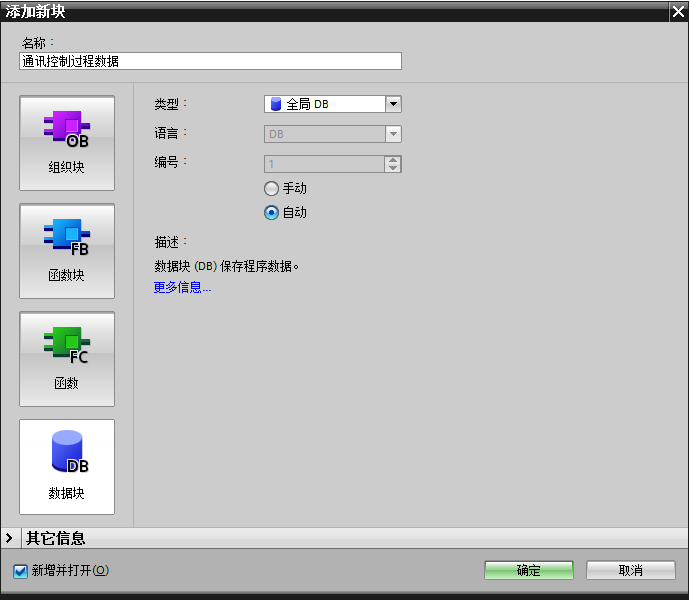 添加新块
名称：
通讯控制过程数据
OB
组织块
FB
函数块
FC
函数
DB
数据块
类型：
全局 DB
语言：
DB
编号：
1
手动
自动
描述：
数据块 (DB) 保存程序数据。
更多信息...
其它信息
新增并打开(O)
确定
取消